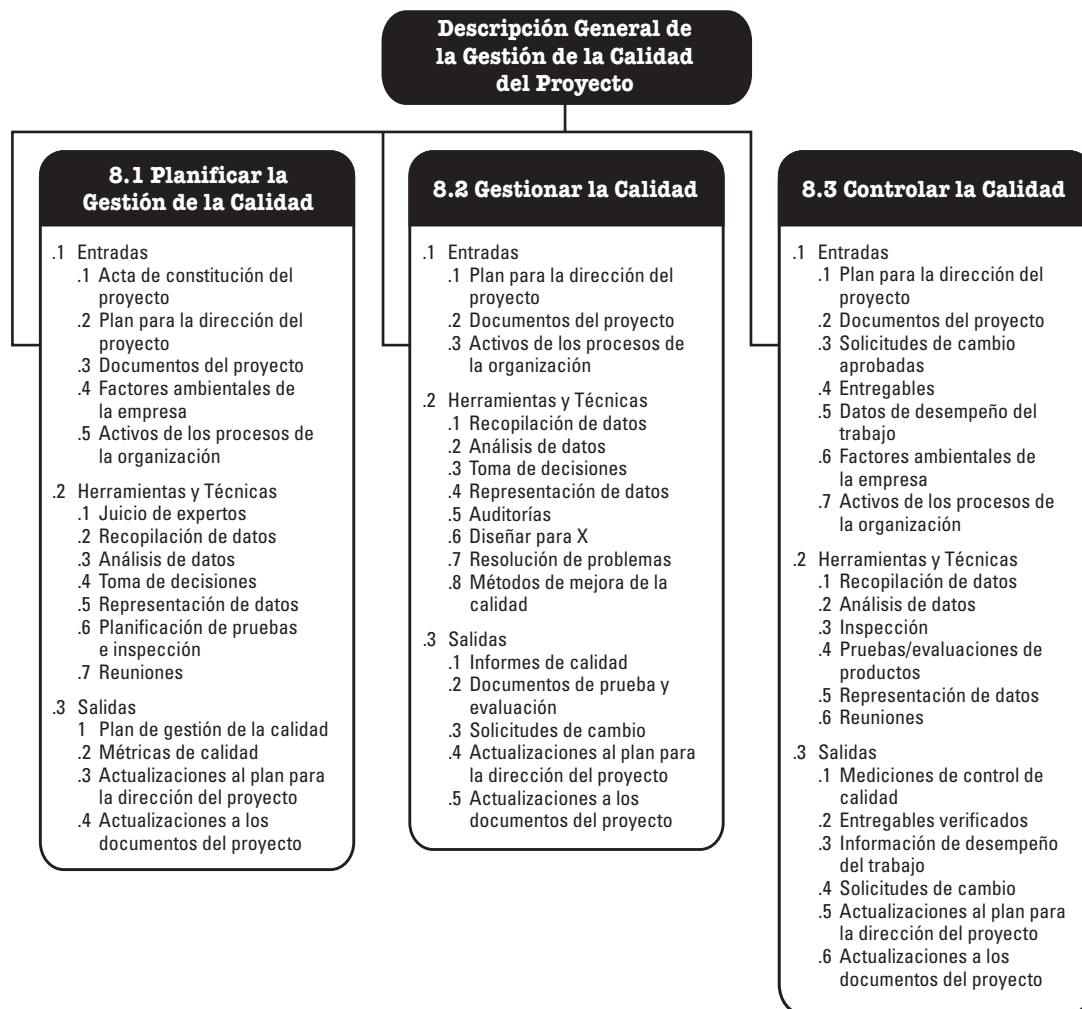 Descripción General de
la Gestión de la Calidad
del Proyecto
8.1 Planificar la
Gestión de la Calidad
.1 Entradas
.1 Acta de constitución del
proyecto
.2 Plan para la dirección del
proyecto
.3 Documentos del proyecto
.4 Factores ambientales de
la empresa
.5 Activos de los procesos de
la organización
.2 Herramientas y Técnicas
.1 Juicio de expertos
.2 Recopilación de datos
.3 Análisis de datos
.4 Toma de decisiones
.5 Representación de datos
.6 Planificación de pruebas
e inspección
.7 Reuniones
.3 Salidas
1 Plan de gestión de la calidad
.2 Métricas de calidad
.3 Actualizaciones al plan para
la dirección del proyecto
.4 Actualizaciones a los
documentos del proyecto
8.2 Gestionar la Calidad
.1 Entradas
.1 Plan para la dirección del
proyecto
.2 Documentos del proyecto
.3 Activos de los procesos de
la organización
.2 Herramientas y Técnicas
.1 Recopilación de datos
.2 Análisis de datos
.3 Toma de decisiones
.4 Representación de datos
.5 Auditorías
.6 Diseñar para X
.7 Resolución de problemas
.8 Métodos de mejora de la
calidad
.3 Salidas
.1 Informes de calidad
.2 Documentos de prueba y
evaluación
.3 Solicitudes de cambio
.4 Actualizaciones al plan para
la dirección del proyecto
.5 Actualizaciones a los
documentos del proyecto
8.3 Controlar la Calidad
.1 Entradas
.1 Plan para la dirección del
proyecto
.2 Documentos del proyecto
.3 Solicitudes de cambio
aprobadas
.4 Entregables
.5 Datos de desempeño del
trabajo
.6 Factores ambientales de
la empresa
.7 Activos de los procesos de
la organización
.2 Herramientas y Técnicas
.1 Recopilación de datos
.2 Análisis de datos
.3 Inspección
.4 Pruebas/evaluaciones de
productos
.5 Representación de datos
.6 Reuniones
.3 Salidas
.1 Mediciones de control de
calidad
.2 Entregables verificados
.3 Información de desempeño
del trabajo
.4 Solicitudes de cambio
.5 Actualizaciones al plan para
la dirección del proyecto
.6 Actualizaciones a los
documentos del proyecto